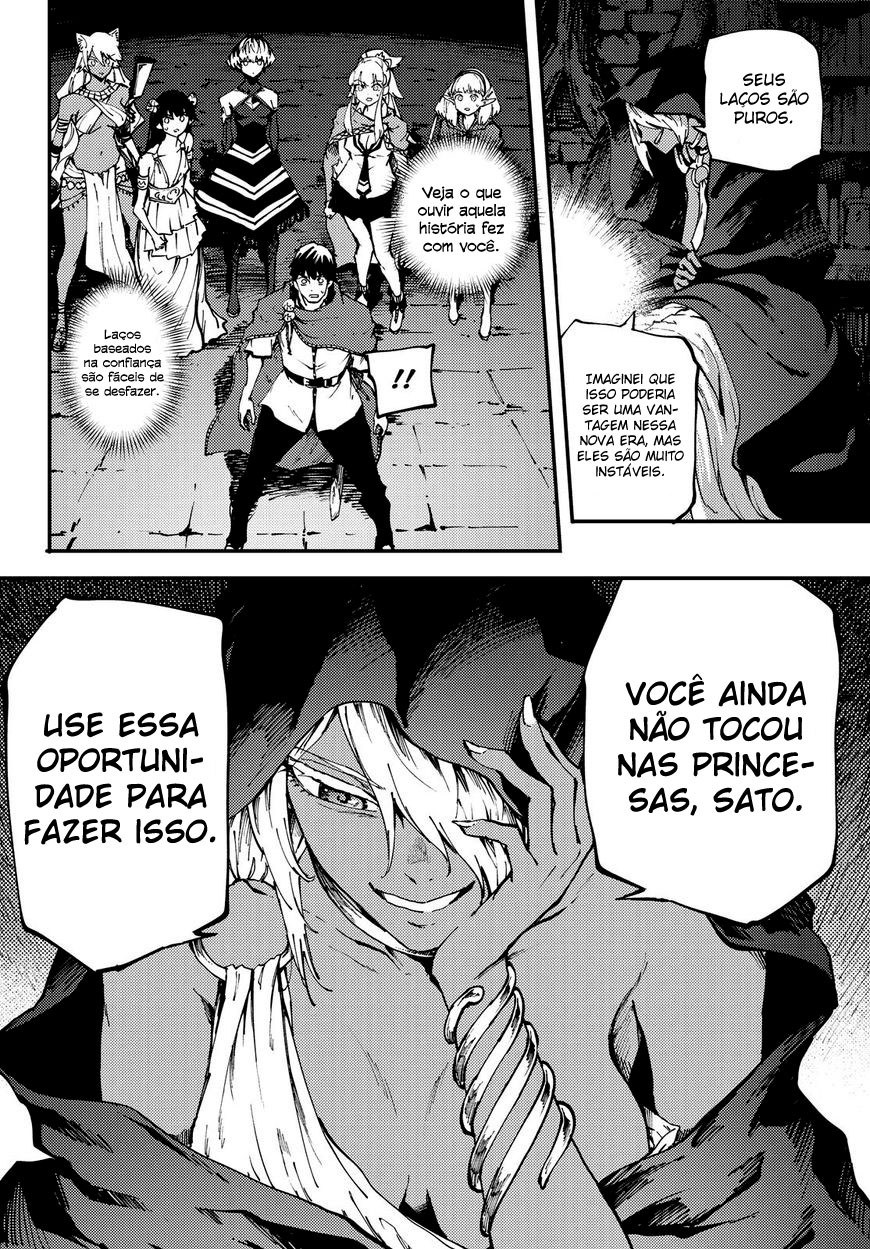 SEUS
LAÇOS SÃO
PUROS.
IMAGINEI QUE
ISSO PODERIA
SER UMA VAN-
TAGEM NESSA
NOVA ERA, MAS
ELES SÃO MUITO
INSTÁVEIS.
Veja o que
ouvir aquela
história fez
com você.
!!
Laços
baseados
na confiança
são fáceis de
se desfazer.
VOCÊ AINDA
NÃO TOCOU
NAS PRINCE-
SAS, SATO.
USE ESSA
OPORTUNI-
DADE PARA
FAZER ISSO.